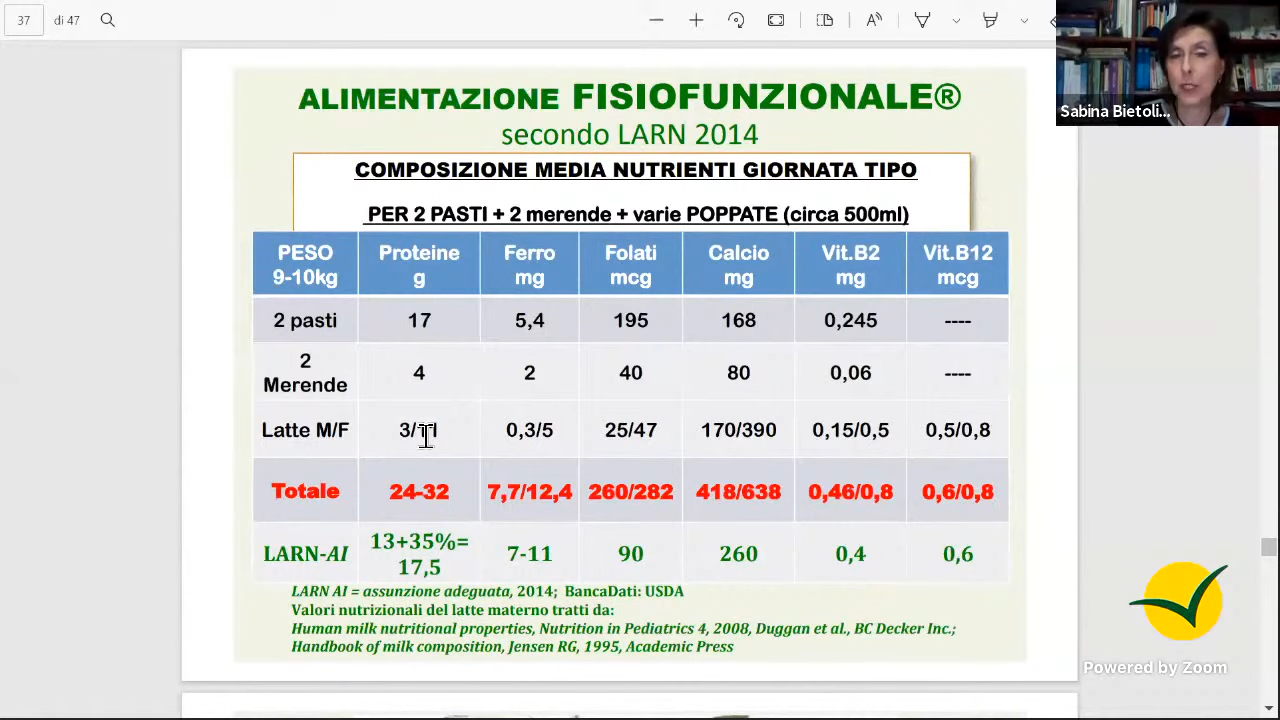 37 di 47
Sabina Bietoli...
ALIMENTAZIONE FISIOFUNZIONALE®
secondo LARN 2014
COMPOSIZIONE MEDIA NUTRIENTI GIORNATA TIPO
PER 2 PASTI + 2 merende + varie POPPATE (circa 500ml)
PESO 9-10kg Proteine g Ferro mg Folati mcg Calcio mg Vit.B2 mg Vit.B12 mcg
2 pasti 17 5,4 195 168 0,245 ----
2 Merende 4 2 40 80 0,06 ----
Latte M/F 3/ 0,3/5 25/47 170/390 0,15/0,5 0,5/0,8
Totale 24-32 7,7/12,4 260/282 418/638 0,46/0,8 0,6/0,8
LARN-AI 13+35%= 17,5 7-11 90 260 0,4 0,6
LARN AI = assunzione adeguata, 2014; BancaDati: USDA
Valori nutrizionali del latte materno tratti da:
Human milk nutritional properties, Nutrition in Pediatrics 4, 2008, Duggan et al., BC Decker Inc.;
Handbook of milk composition, Jensen RG, 1995, Academic Press
Powered by Zoom